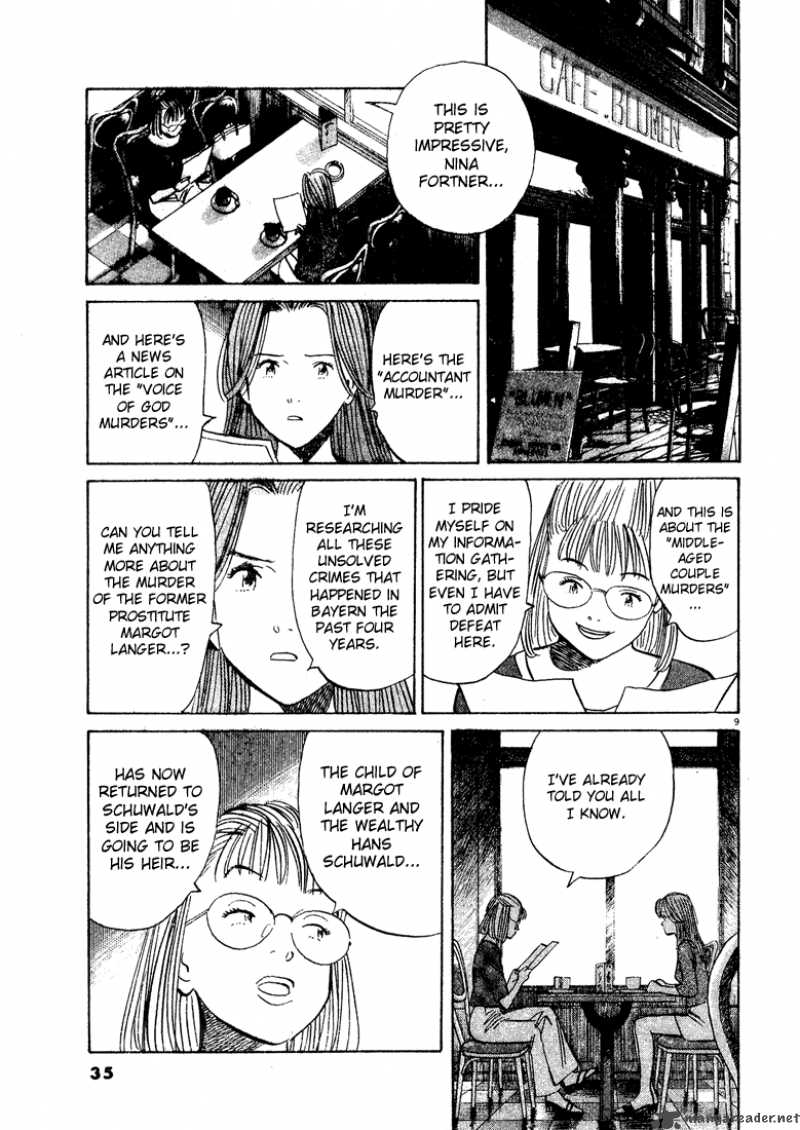 CAFÉ.BLUMEN
THIS IS
PRETTY
IMPRESSIVE,
NINA
FORTNER...
"BLUMEN"
HERE'S THE
"ACCOUNTANT
MURDER"...
AND HERE'S
A NEWS
ARTICLE ON
THE "VOICE
OF GOD
MURDERS"...
AND THIS IS
ABOUT THE
"MIDDLE-
AGED
COUPLE
MURDERS"
...
I PRIDE
MYSELF ON
MY INFORMA-
TION GATH-
ERING, BUT
EVEN I HAVE
TO ADMIT
DEFEAT
HERE.
I'M
RESEARCHING
ALL THESE
UNSOLVED
CRIMES THAT
HAPPENED IN
BAYERN THE
PAST FOUR
YEARS.
CAN YOU TELL
ME ANYTHING
MORE ABOUT
THE MURDER
OF THE FORMER
PROSTITUTE
MARGOT
LANGER...?
9
I'VE ALREADY
TOLD YOU ALL
I KNOW.
THE CHILD OF
MARGOT
LANGER AND
THE WEALTHY
HANS
SCHUWALD...
HAS NOW
RETURNED TO
SCHUWALD'S
SIDE AND IS
GOING TO BE
HIS HEIR...
35
mangareader.net